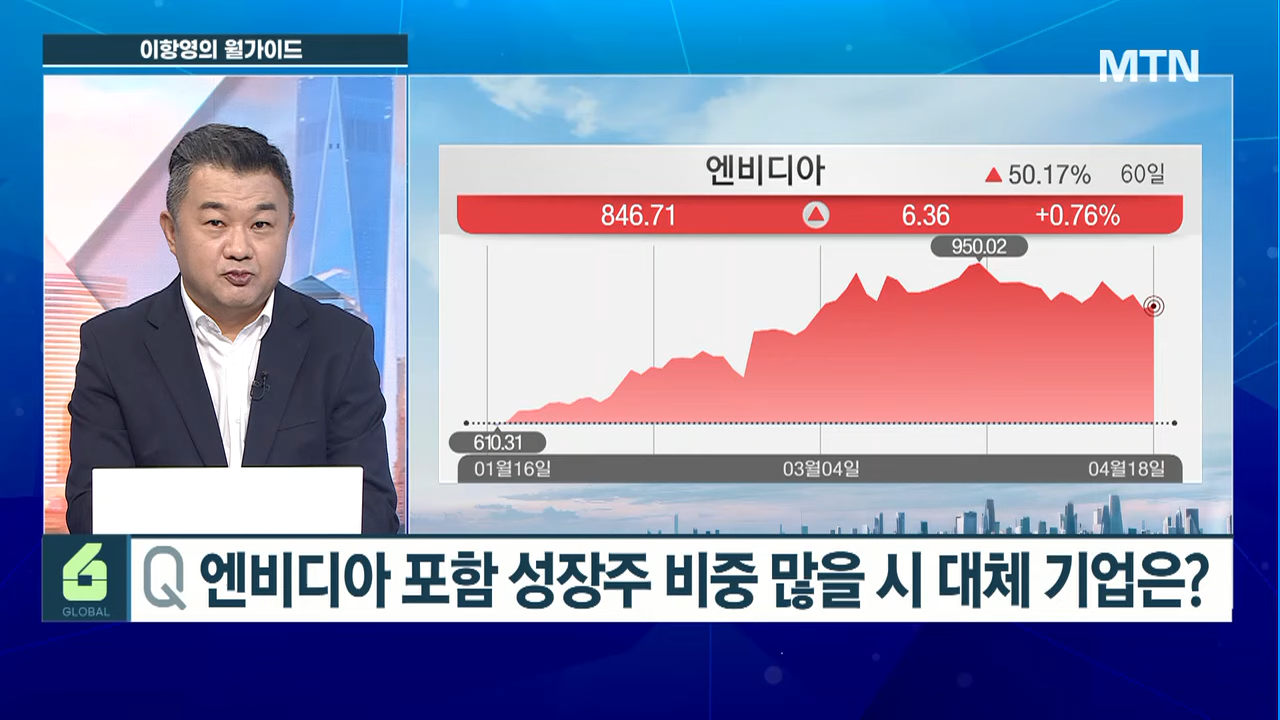 이항영의 월가이드
MTN
엔비디아 ▲ 50.17% 60일
846.71 ▲ 6.36 +0.76%
950.02
610.31
01월16일 03월04일 04월18일
6 GLOBAL
Q 엔비디아 포함 성장주 비중 많을 시 대체 기업은?